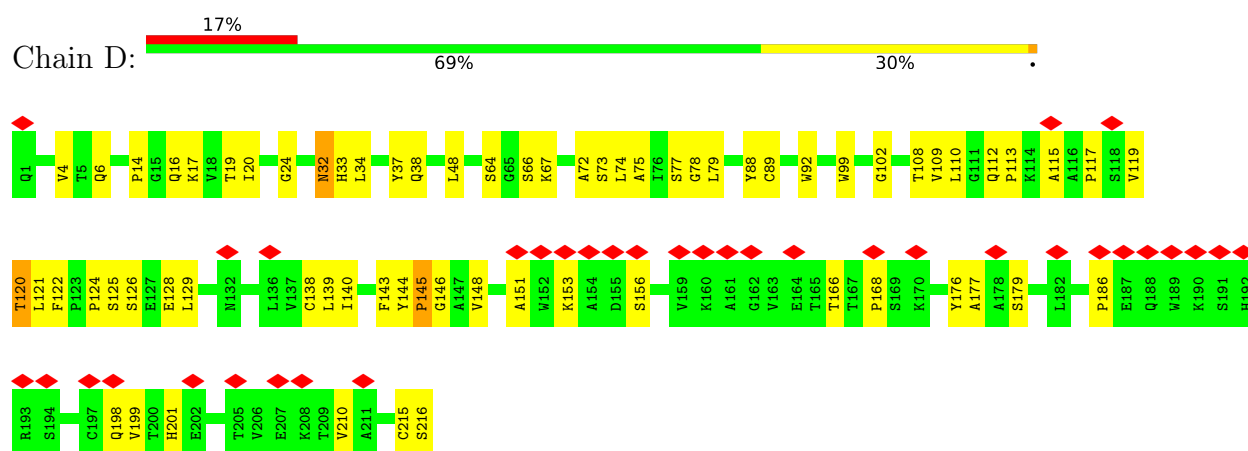 17%
Chain D:
69% 30% •
Q1 V4 T5 Q6 P14 G15 Q16 K17 V18 T19 I20 G24 N32 H33 L34 Y37 Q38 L48 S64 G65 S66 K67 A72 S73 L74 A75 I76 S77 G78 L79 Y88 C89 W92 W99 G102 T108 V109 L110 G111 Q112 P113 K114 A115 A116 P117 S118 V119
T120 L121 F122 P123 P124 S125 S126 E127 E128 L129 N132 L136 V137 C138 L139 I140 F143 Y144 P145 G146 A147 V148 A151 W152 K153 A154 D155 S156 V159 K160 A161 G162 V163 E164 T165 T166 T167 P168 S169 K170 Y176 A177 A178 S179 L182 P186 E187 Q188 W189 K190 S191 H192
R193 S194 C197 Q198 V199 T200 H201 E202 T205 V206 E207 K208 T209 V210 A211 C215 S216